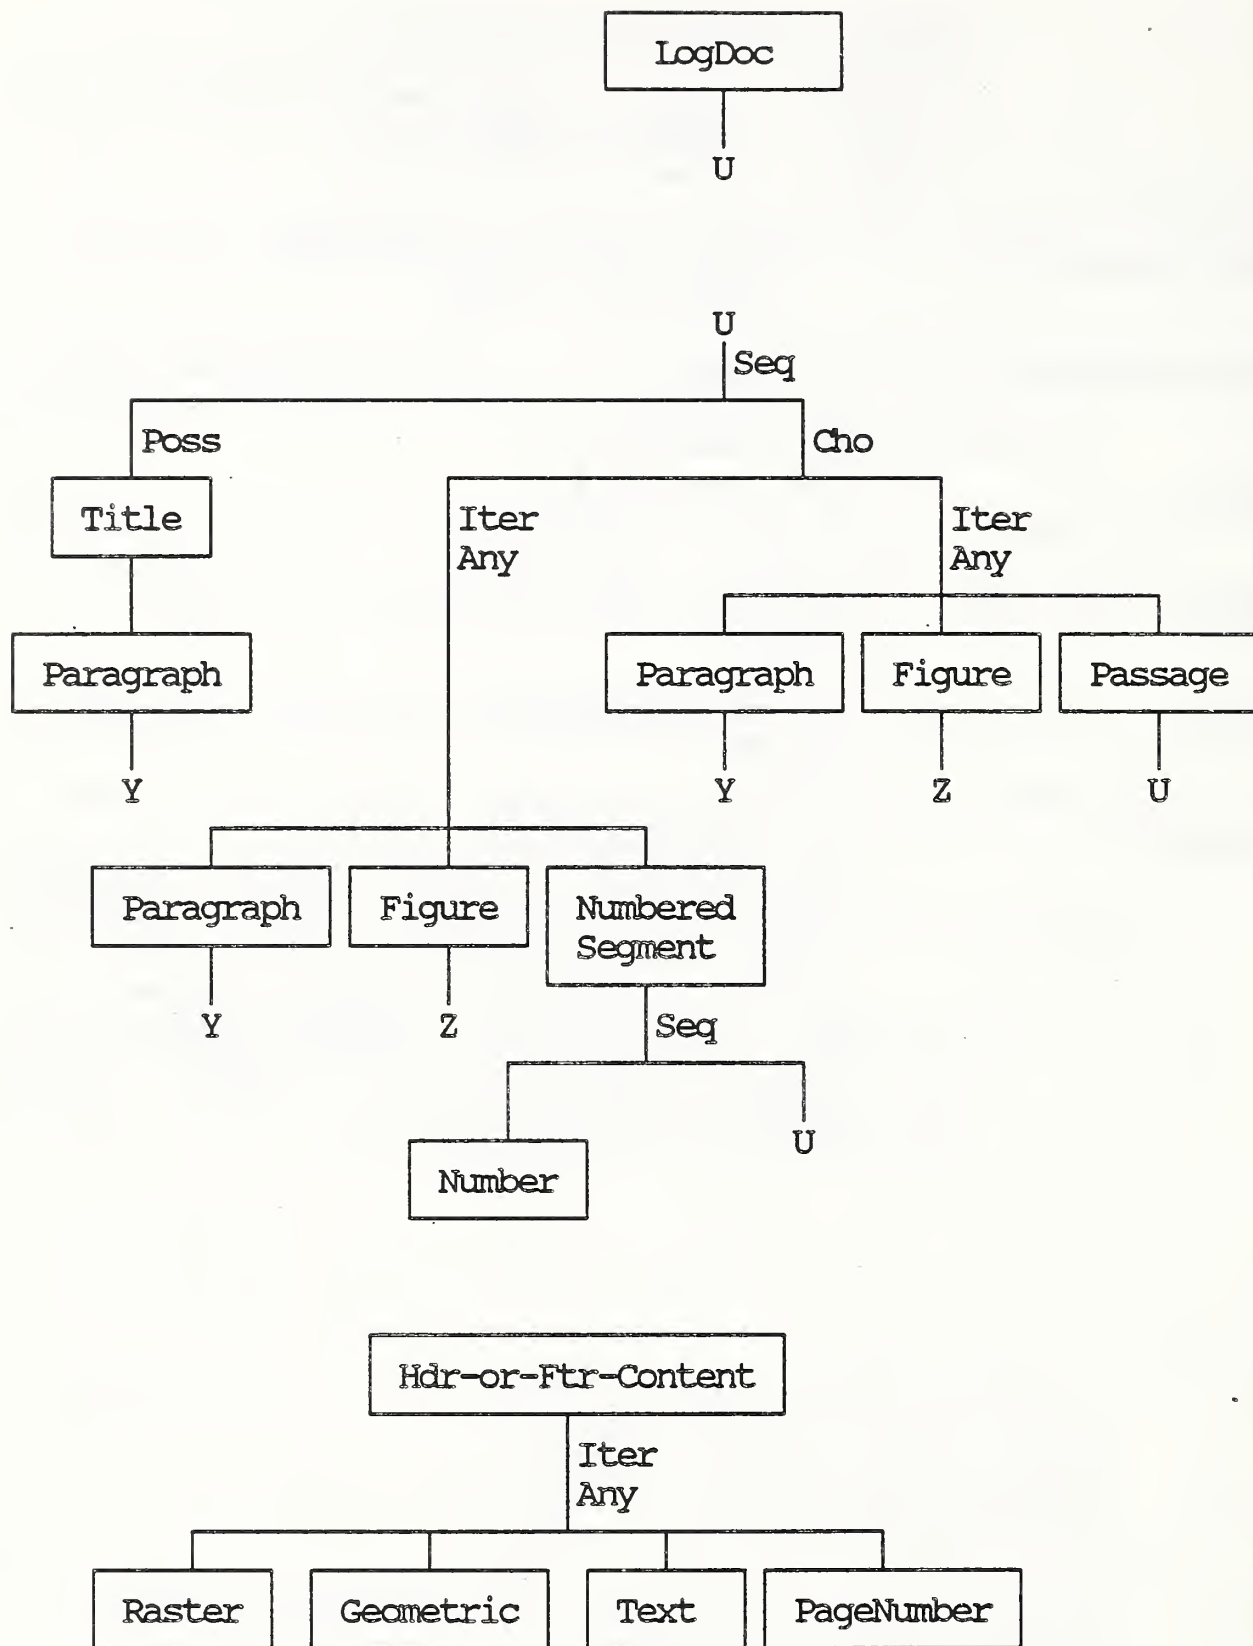 LogDoc
U
U
Seq
Poss
Cho
Title
Iter
Any
Iter
Any
Paragraph
Paragraph
Figure
Passage
Y
Y
Z
U
Paragraph
Figure
Numbered
Segment
Y
Z
Seq
U
Number
Hdr-or-Ftr-Content
Iter
Any
Raster
Geometric
Text
PageNumber